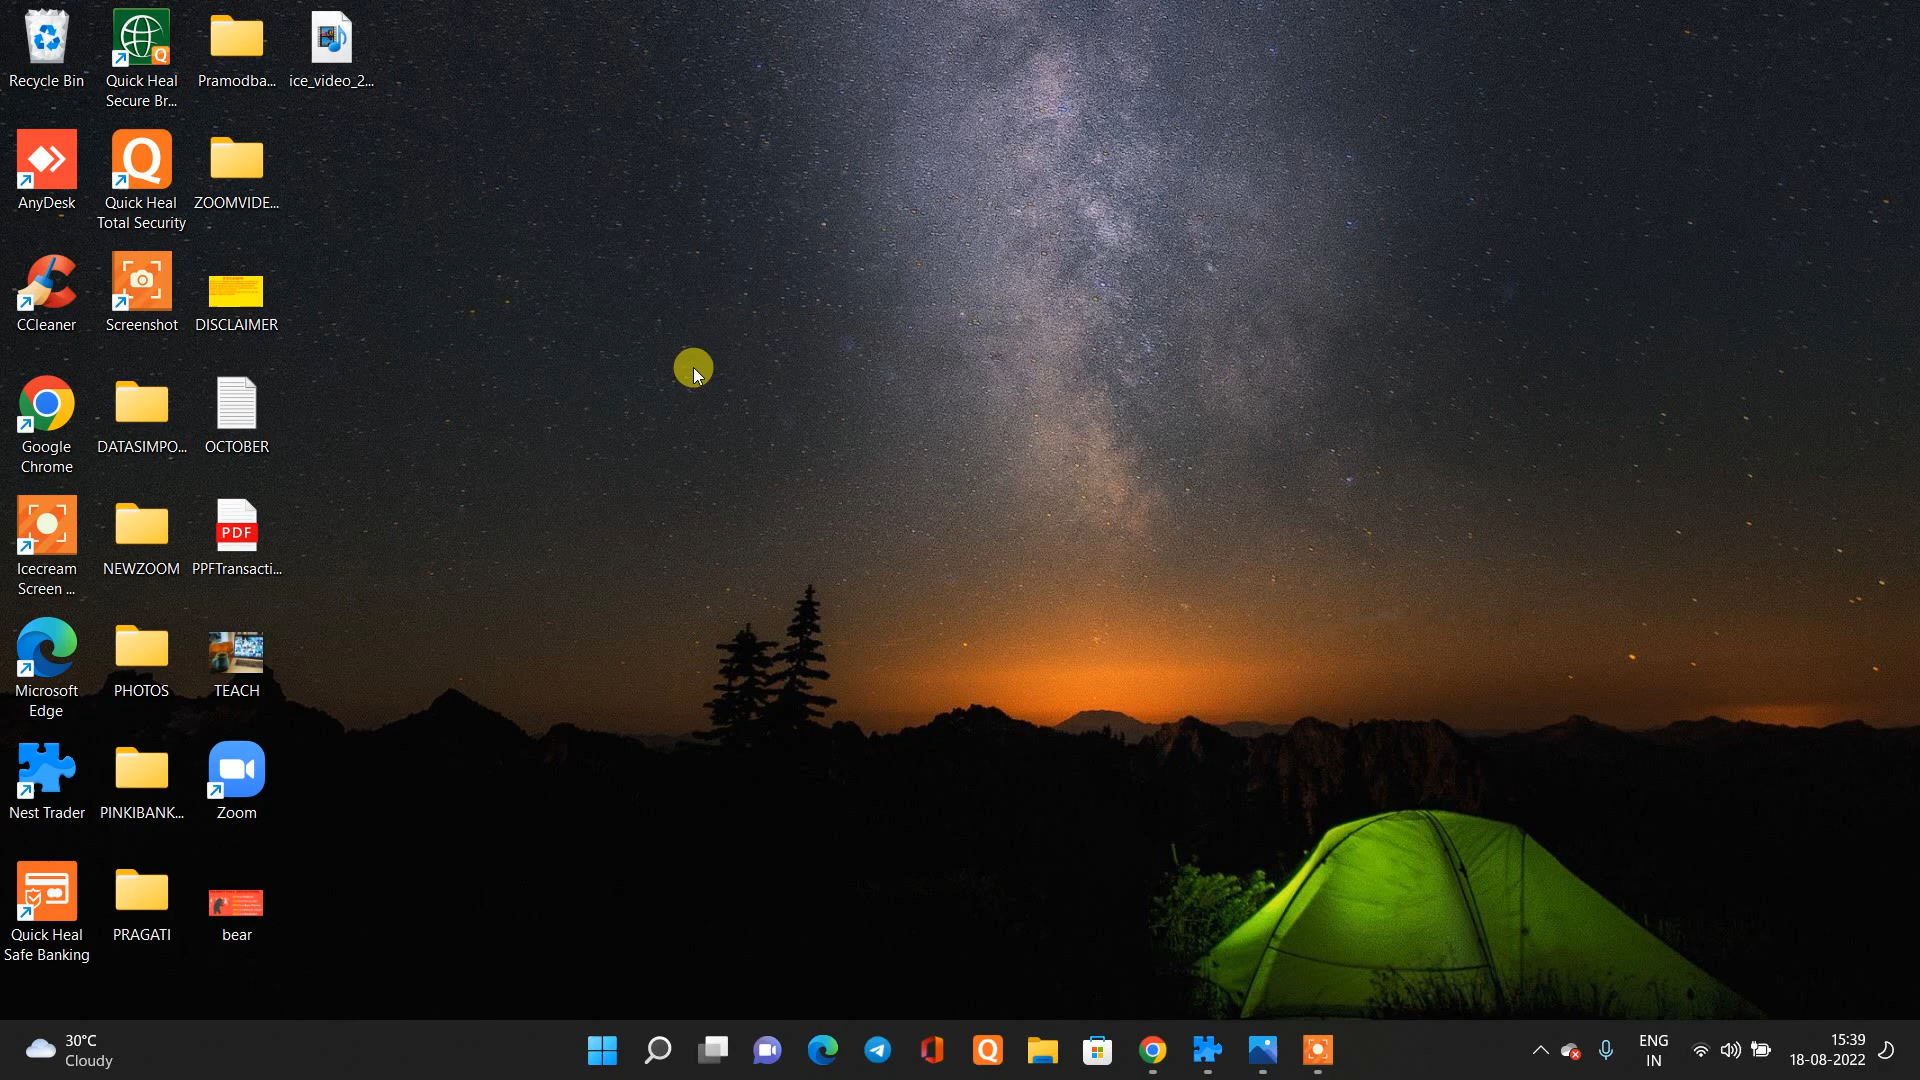 Recycle Bin
Quick Heal
Secure Br...
Pramodba...
ice_video_2...
AnyDesk
Quick Heal
Total Security
ZOOMVIDE...
CCleaner
Screenshot
DISCLAIMER
Google
Chrome
DATASIMPO...
OCTOBER
Icecream
Screen ...
NEWZOOM
PDF
PPFTransacti...
Microsoft
Edge
PHOTOS
TEACH
Nest Trader
PINKIBANK...
Zoom
Quick Heal
Safe Banking
PRAGATI
bear
30°C
Cloudy
ENG
IN
15:39
18-08-2022